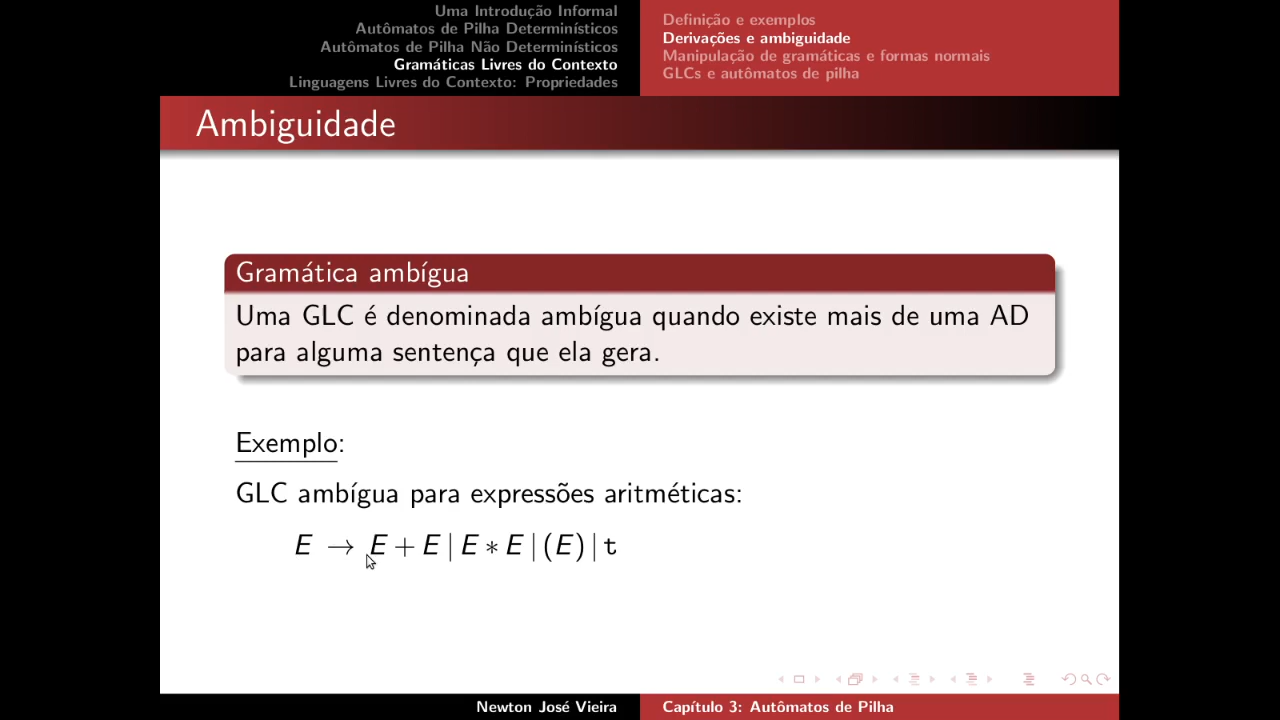 Uma Introdução Informal
Autômatos de Pilha Determinísticos
Autômatos de Pilha Não Determinísticos
Gramáticas Livres do Contexto
Linguagens Livres do Contexto: Propriedades
Definição e exemplos
Derivações e ambiguidade
Manipulação de gramáticas e formas normais
GLCs e autômatos de pilha
Ambiguidade
Gramática ambígua
Uma GLC é denominada ambígua quando existe mais de uma AD
para alguma sentença que ela gera.
Exemplo:
GLC ambígua para expressões aritméticas:
E → E + E | E ∗ E | (E) | t
Newton José Vieira
Capítulo 3: Autômatos de Pilha